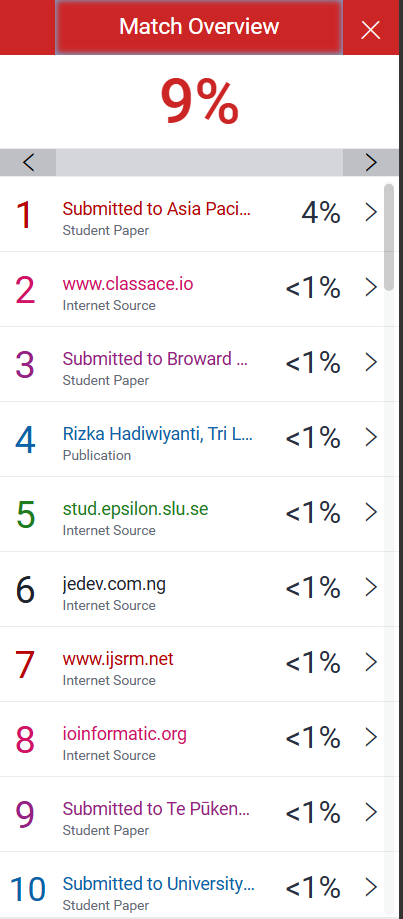 Match Overview
9%
1 Submitted to Asia Paci... 4%
Student Paper
2 www.classace.io <1%
Internet Source
3 Submitted to Broward ... <1%
Student Paper
4 Rizka Hadiwiyanti, Tri L... <1%
Publication
5 stud.epsilon.slu.se <1%
Internet Source
6 jedev.com.ng <1%
Internet Source
7 www.ijsrm.net <1%
Internet Source
8 ioinformatic.org <1%
Internet Source
9 Submitted to Te Pūken... <1%
Student Paper
10 Submitted to University... <1%
Student Paper